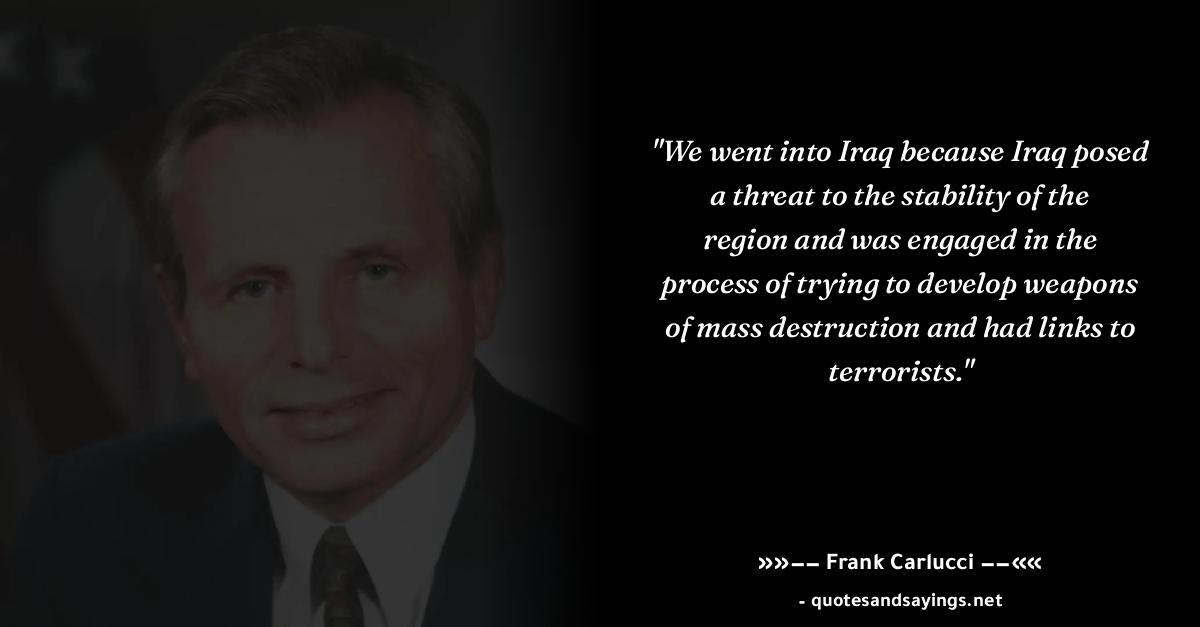 "We went into Iraq because Iraq posed
a threat to the stability of the
region and was engaged in the
process of trying to develop weapons
of mass destruction and had links to
terrorists."
»»−− Frank Carlucci −−««
- quotesandsayings.net